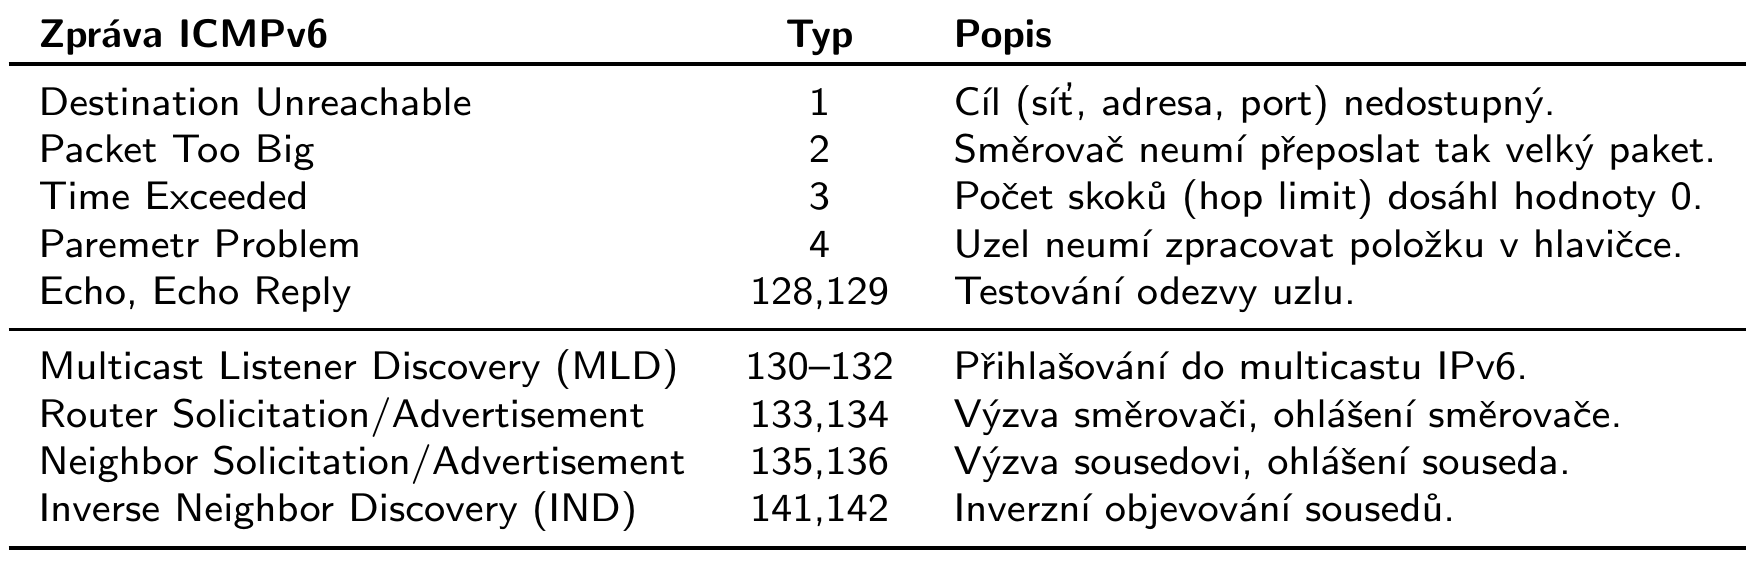 Zpráva ICMPv6 Typ Popis
Destination Unreachable 1 Cíl (síť, adresa, port) nedostupný.
Packet Too Big 2 Směrovač neumí přeposlat tak velký paket.
Time Exceeded 3 Počet skoků (hop limit) dosáhl hodnoty 0.
Paremetr Problem 4 Uzel neumí zpracovat položku v hlavičce.
Echo, Echo Reply 128,129 Testování odezvy uzlu.
Multicast Listener Discovery (MLD) 130–132 Přihlašování do multicastu IPv6.
Router Solicitation/Advertisement 133,134 Výzva směrovači, ohlášení směrovače.
Neighbor Solicitation/Advertisement 135,136 Výzva sousedovi, ohlášení souseda.
Inverse Neighbor Discovery (IND) 141,142 Inverzní objevování sousedů.